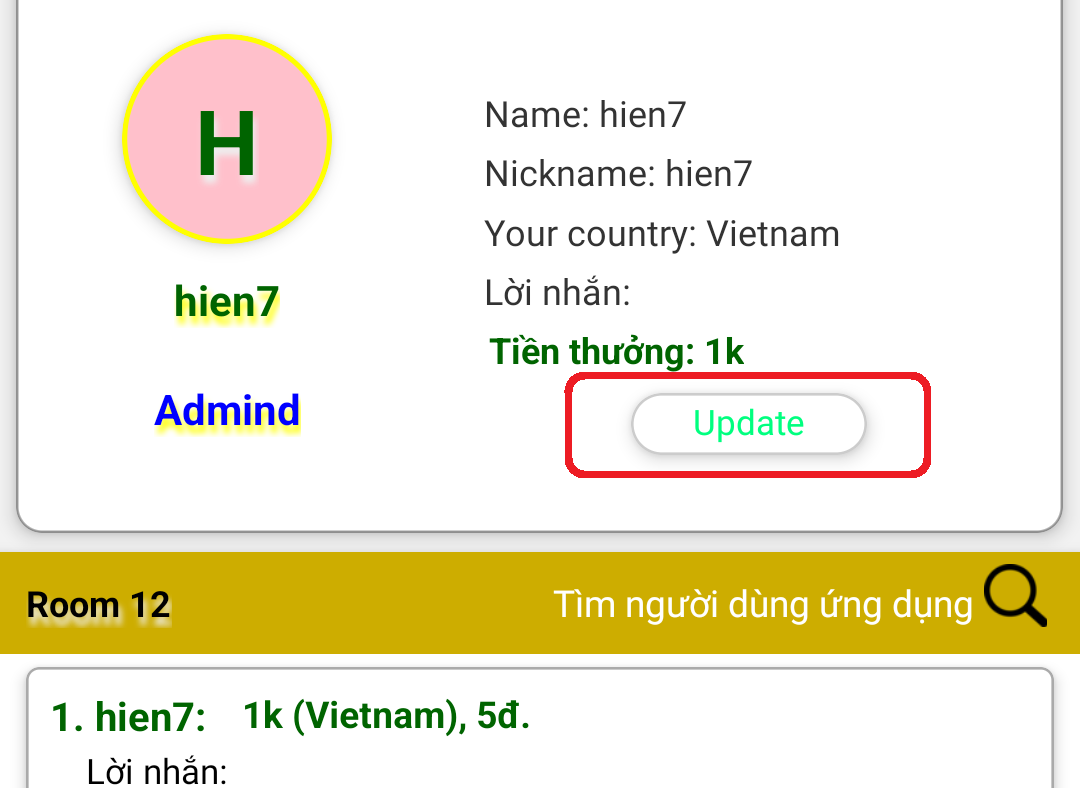 H
hien7
Admind
Name: hien7
Nickname: hien7
Your country: Vietnam
Lời nhắn:
Tiền thưởng: 1k
Update
Room 12
Tìm người dùng ứng dụng
1. hien7: 1k (Vietnam), 5đ.
Lời nhắn: